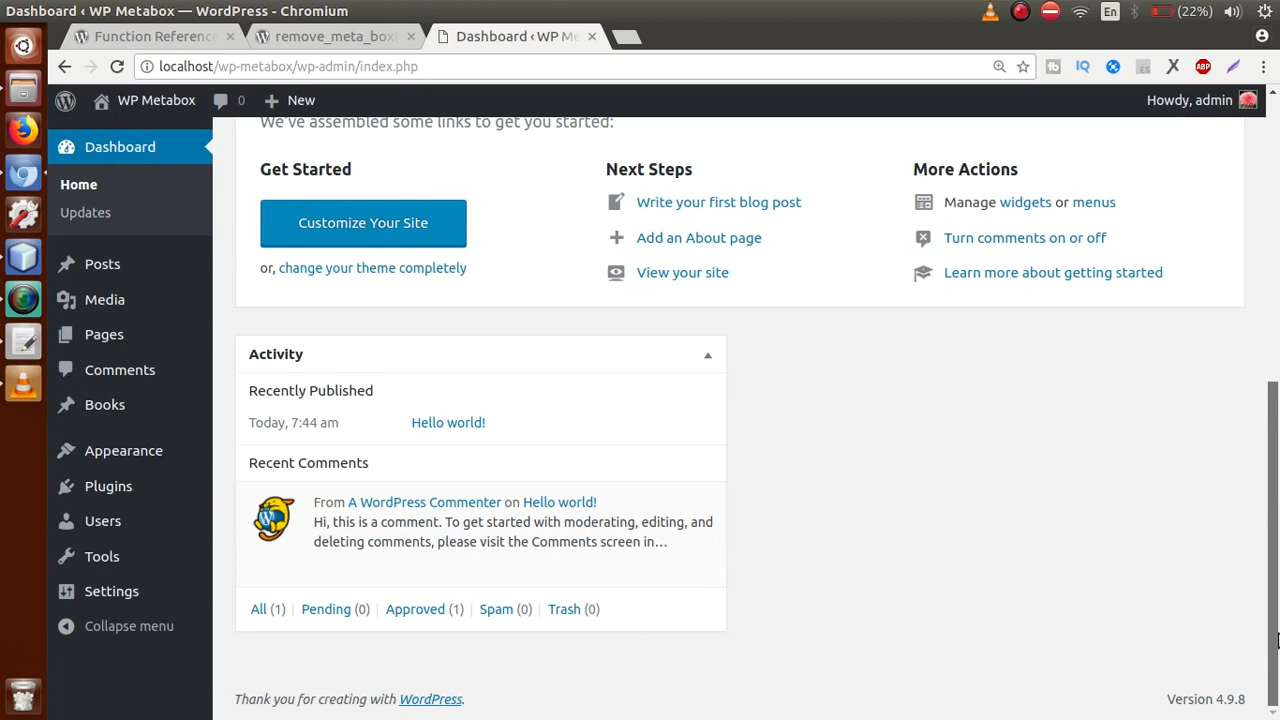 Dashboard ‹ WP Metabox — WordPress - Chromium
En
(22%)
Function Reference
remove_meta_box(
Dashboard ‹ WP Me
localhost/wp-metabox/wp-admin/index.php
ABP
WP Metabox
0
New
Howdy, admin
We've assembled some links to get you started:
Dashboard
Home
Updates
Posts
Media
Pages
Comments
Books
Appearance
Plugins
Users
Tools
Settings
Collapse menu
Get Started
Customize Your Site
or, change your theme completely
Next Steps
Write your first blog post
Add an About page
View your site
More Actions
Manage widgets or menus
Turn comments on or off
Learn more about getting started
Activity
Recently Published
Today, 7:44 am Hello world!
Recent Comments
From A WordPress Commenter on Hello world!
Hi, this is a comment. To get started with moderating, editing, and
deleting comments, please visit the Comments screen in…
All (1) | Pending (0) | Approved (1) | Spam (0) | Trash (0)
Thank you for creating with WordPress.
Version 4.9.8